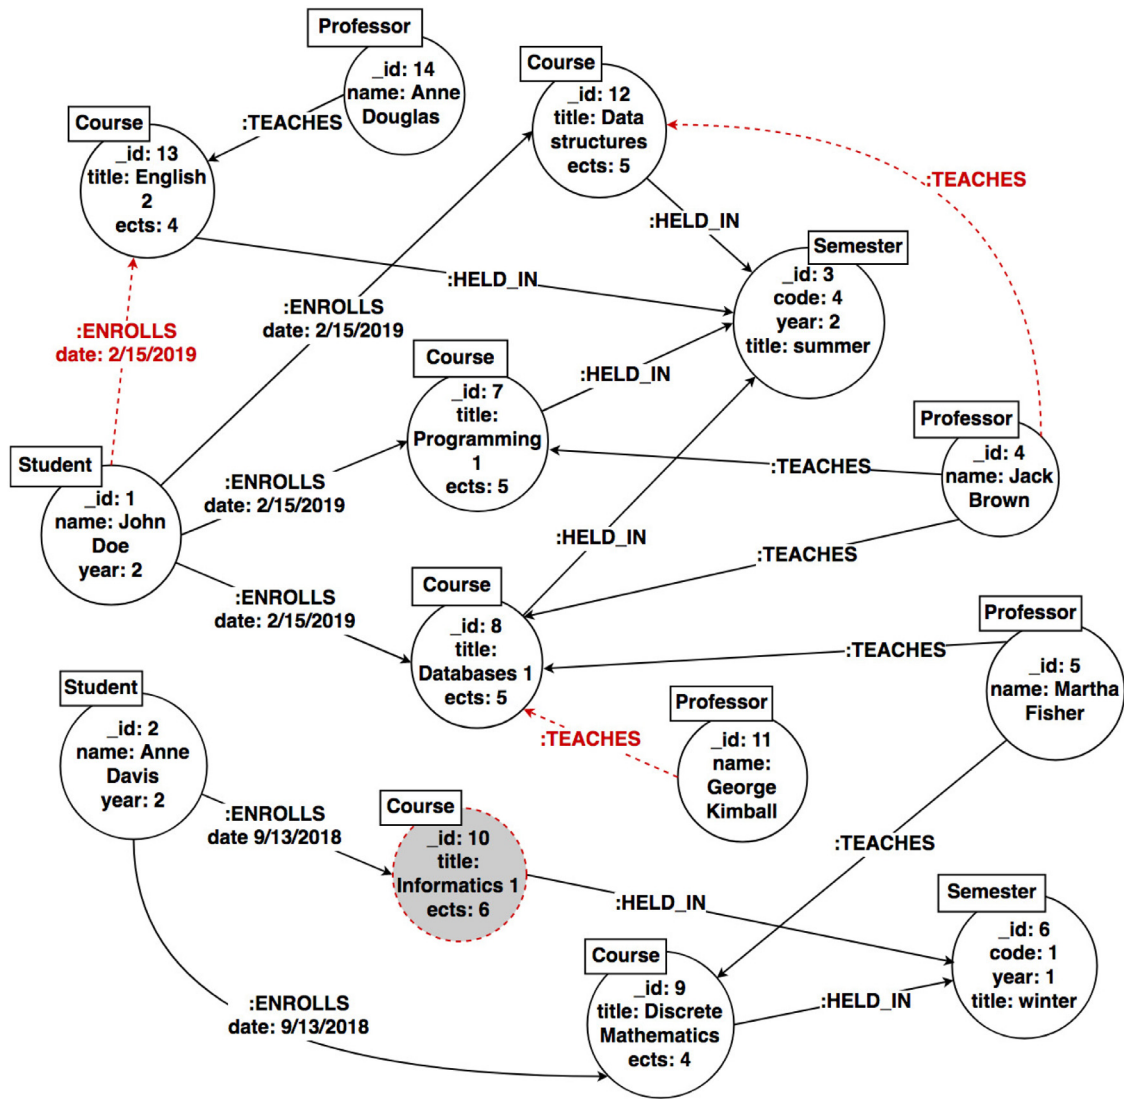 Professor
_id: 14
name: Anne
Douglas
:TEACHES
Course
_id: 13
title: English
2
ects: 4
Course
_id: 12
title: Data
structures
ects: 5
:TEACHES
:HELD_IN
:HELD_IN
Semester
_id: 3
code: 4
year: 2
title: summer
:ENROLLS
date: 2/15/2019
:ENROLLS
date: 2/15/2019
Course
_id: 7
title:
Programming
1
ects: 5
:HELD_IN
Professor
_id: 4
name: Jack
Brown
:TEACHES
Student
_id: 1
name: John
Doe
year: 2
:ENROLLS
date: 2/15/2019
:HELD_IN
:TEACHES
:ENROLLS
date: 2/15/2019
Course
_id: 8
title:
Databases 1
ects: 5
:TEACHES
Professor
_id: 5
name: Martha
Fisher
Student
_id: 2
name: Anne
Davis
year: 2
:TEACHES
Professor
_id: 11
name:
George
Kimball
:ENROLLS
date 9/13/2018
Course
_id: 10
title:
Informatics 1
ects: 6
:TEACHES
:HELD_IN
Semester
_id: 6
code: 1
year: 1
title: winter
:ENROLLS
date: 9/13/2018
Course
_id: 9
title: Discrete
Mathematics
ects: 4
:HELD_IN